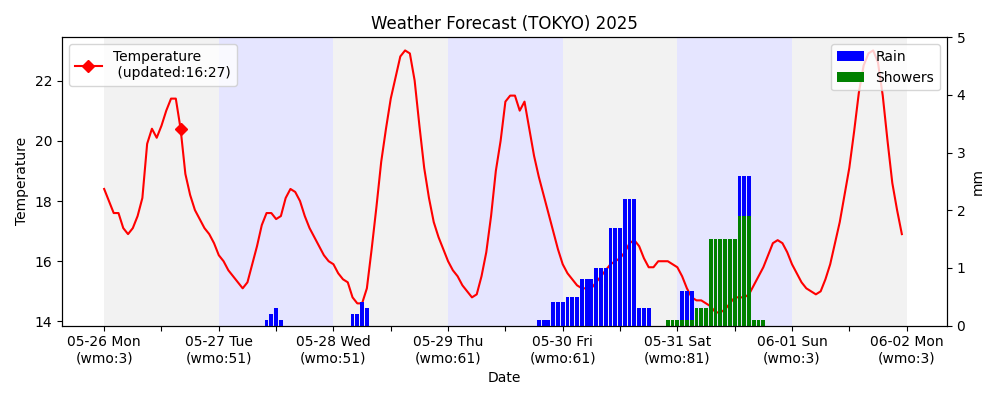 Weather Forecast (TOKYO) 2025
Temperature
(updated:16:27)
Rain
Showers
Temperature
22
20
18
16
14
5
4
3
2
1
0
mm
05-26 Mon
(wmo:3)
05-27 Tue
(wmo:51)
05-28 Wed
(wmo:51)
05-29 Thu
(wmo:61)
05-30 Fri
(wmo:61)
05-31 Sat
(wmo:81)
06-01 Sun
(wmo:3)
06-02 Mon
(wmo:3)
Date